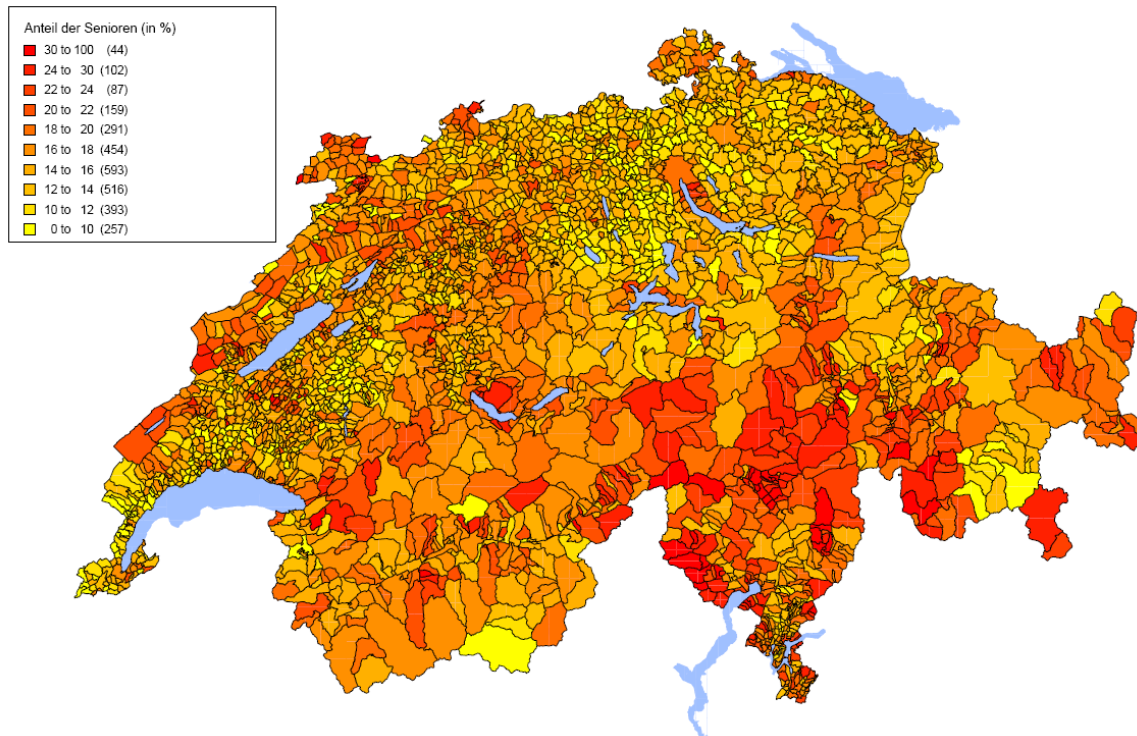 Anteil der Senioren (in %)
30 to 100 (44)
24 to 30 (102)
22 to 24 (87)
20 to 22 (159)
18 to 20 (291)
16 to 18 (454)
14 to 16 (593)
12 to 14 (516)
10 to 12 (393)
0 to 10 (257)